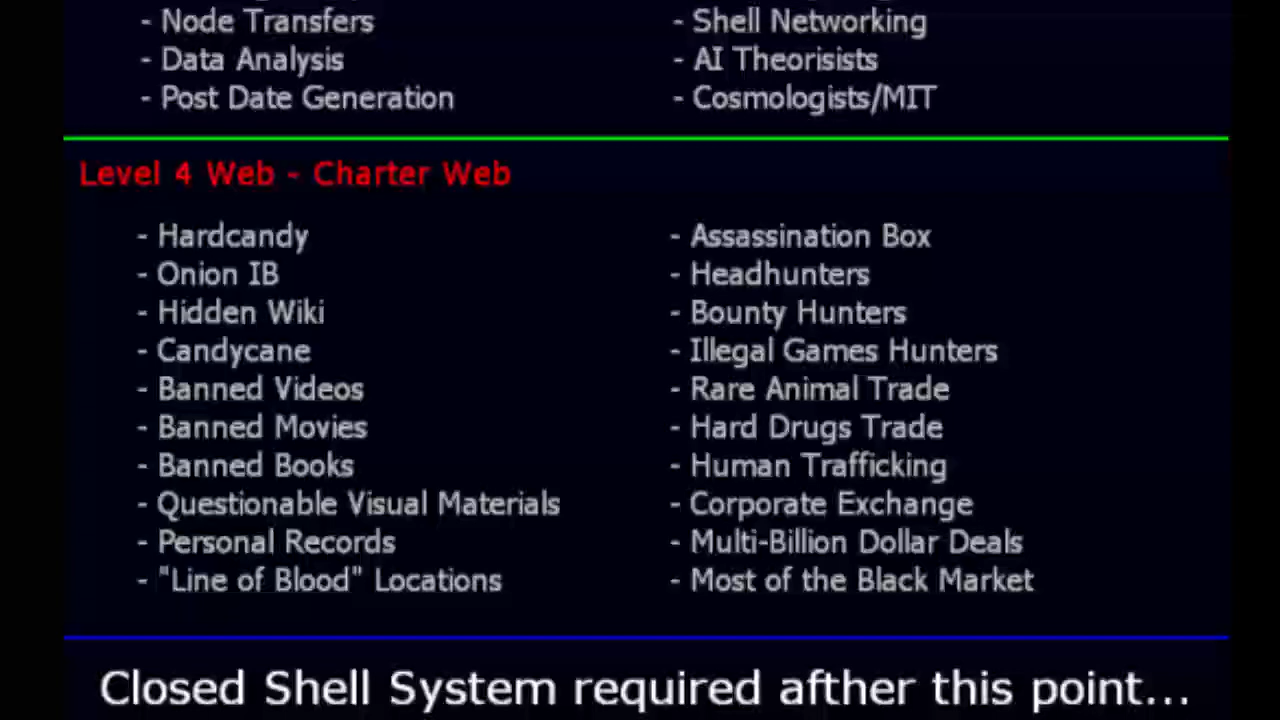 - Node Transfers
- Data Analysis
- Post Date Generation
- Shell Networking
- AI Theorisists
- Cosmologists/MIT
Level 4 Web - Charter Web
- Hardcandy
- Onion IB
- Hidden Wiki
- Candycane
- Banned Videos
- Banned Movies
- Banned Books
- Questionable Visual Materials
- Personal Records
- "Line of Blood" Locations
- Assassination Box
- Headhunters
- Bounty Hunters
- Illegal Games Hunters
- Rare Animal Trade
- Hard Drugs Trade
- Human Trafficking
- Corporate Exchange
- Multi-Billion Dollar Deals
- Most of the Black Market
Closed Shell System required afther this point...